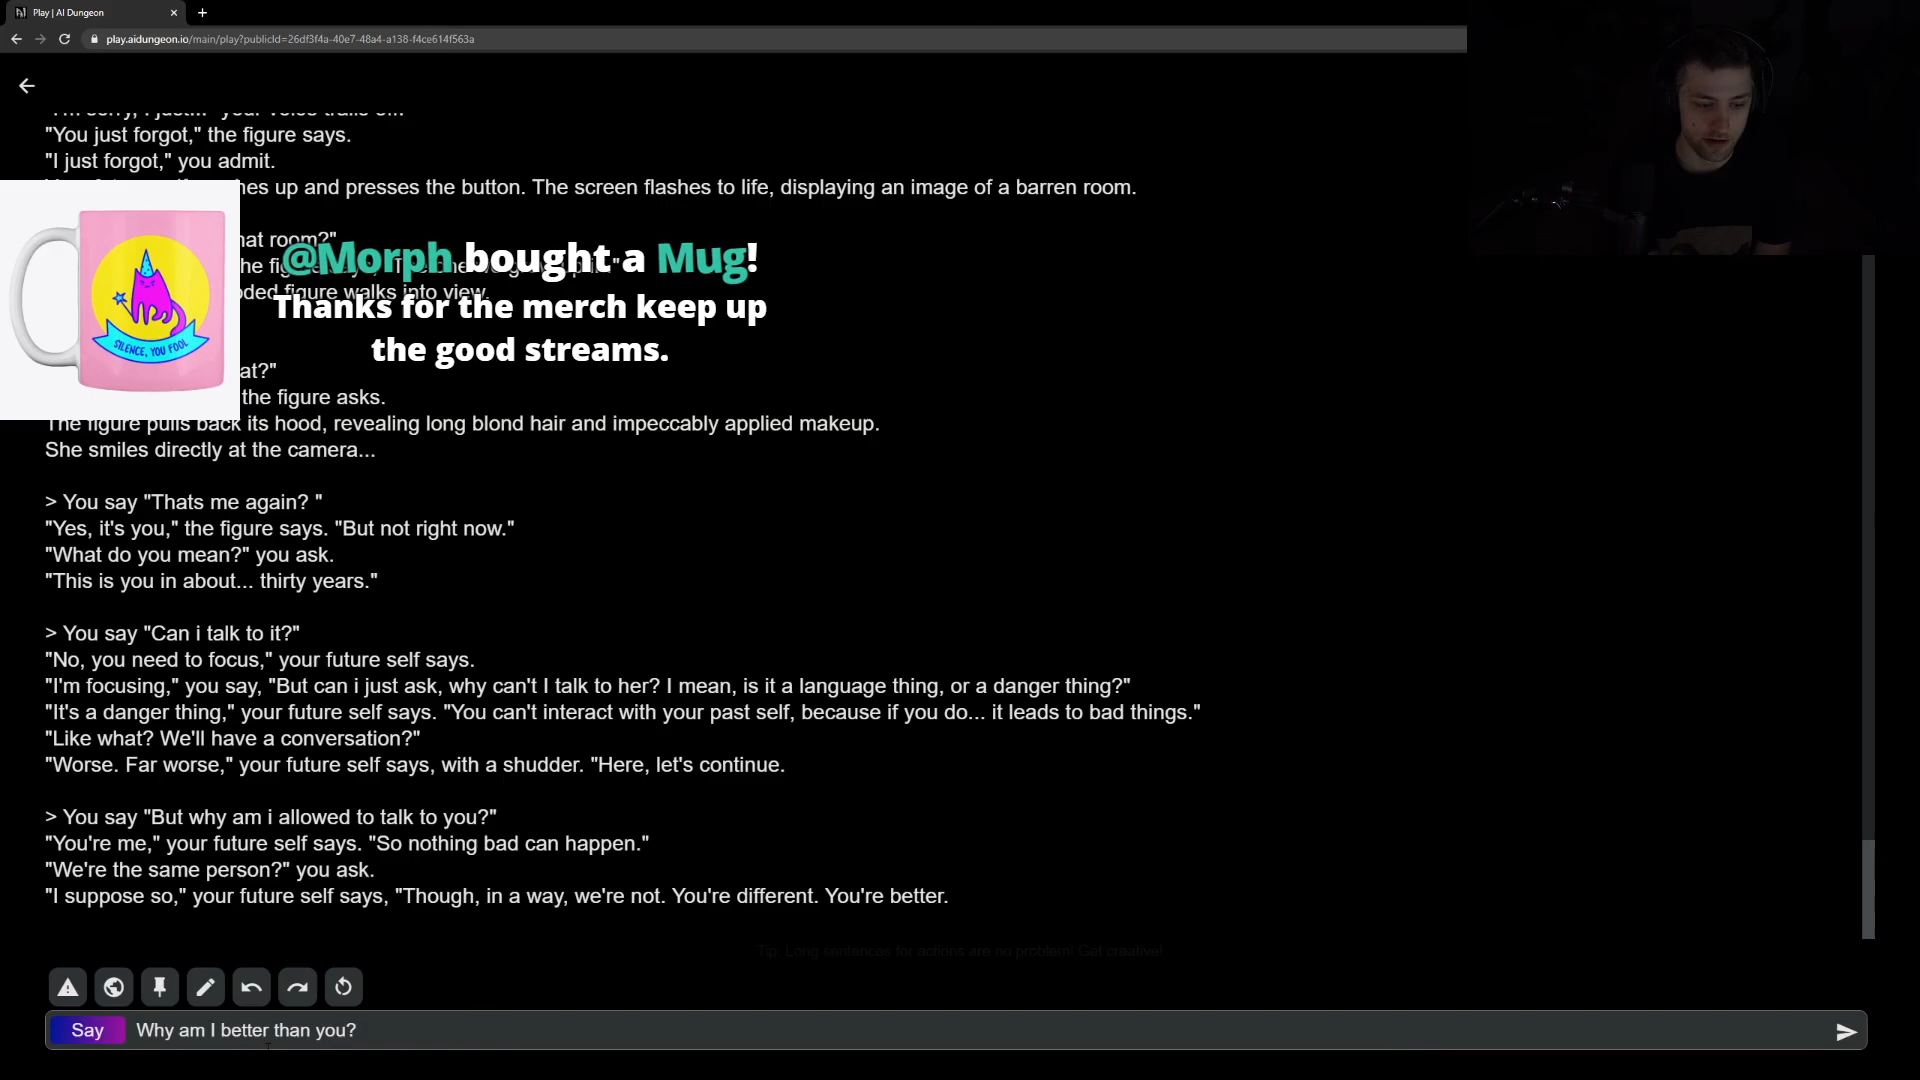 Play | AI Dungeon
play.aidungeon.io/main/play?publicId=26df3f4a-40e7-48a4-a138-f4ce614f563a
"You just forgot," the figure says.
"I just forgot," you admit.
hes up and presses the button. The screen flashes to life, displaying an image of a barren room.
hat room?"
@Morph bought a Mug!
ded figure walks into view.
Thanks for the merch keep up
the good streams.
SILENCE, YOU FOOL
at?"
the figure asks.
The figure pulls back its hood, revealing long blond hair and impeccably applied makeup.
She smiles directly at the camera...
> You say "Thats me again? "
"Yes, it's you," the figure says. "But not right now."
"What do you mean?" you ask.
"This is you in about... thirty years."
> You say "Can i talk to it?"
"No, you need to focus," your future self says.
"I'm focusing," you say, "But can i just ask, why can't I talk to her? I mean, is it a language thing, or a danger thing?"
"It's a danger thing," your future self says. "You can't interact with your past self, because if you do... it leads to bad things."
"Like what? We'll have a conversation?"
"Worse. Far worse," your future self says, with a shudder. "Here, let's continue.
> You say "But why am i allowed to talk to you?"
"You're me," your future self says. "So nothing bad can happen."
"We're the same person?" you ask.
"I suppose so," your future self says, "Though, in a way, we're not. You're different. You're better.
Tip: Long sentences for actions are no problem! Get creative!
Say Why am I better than you?